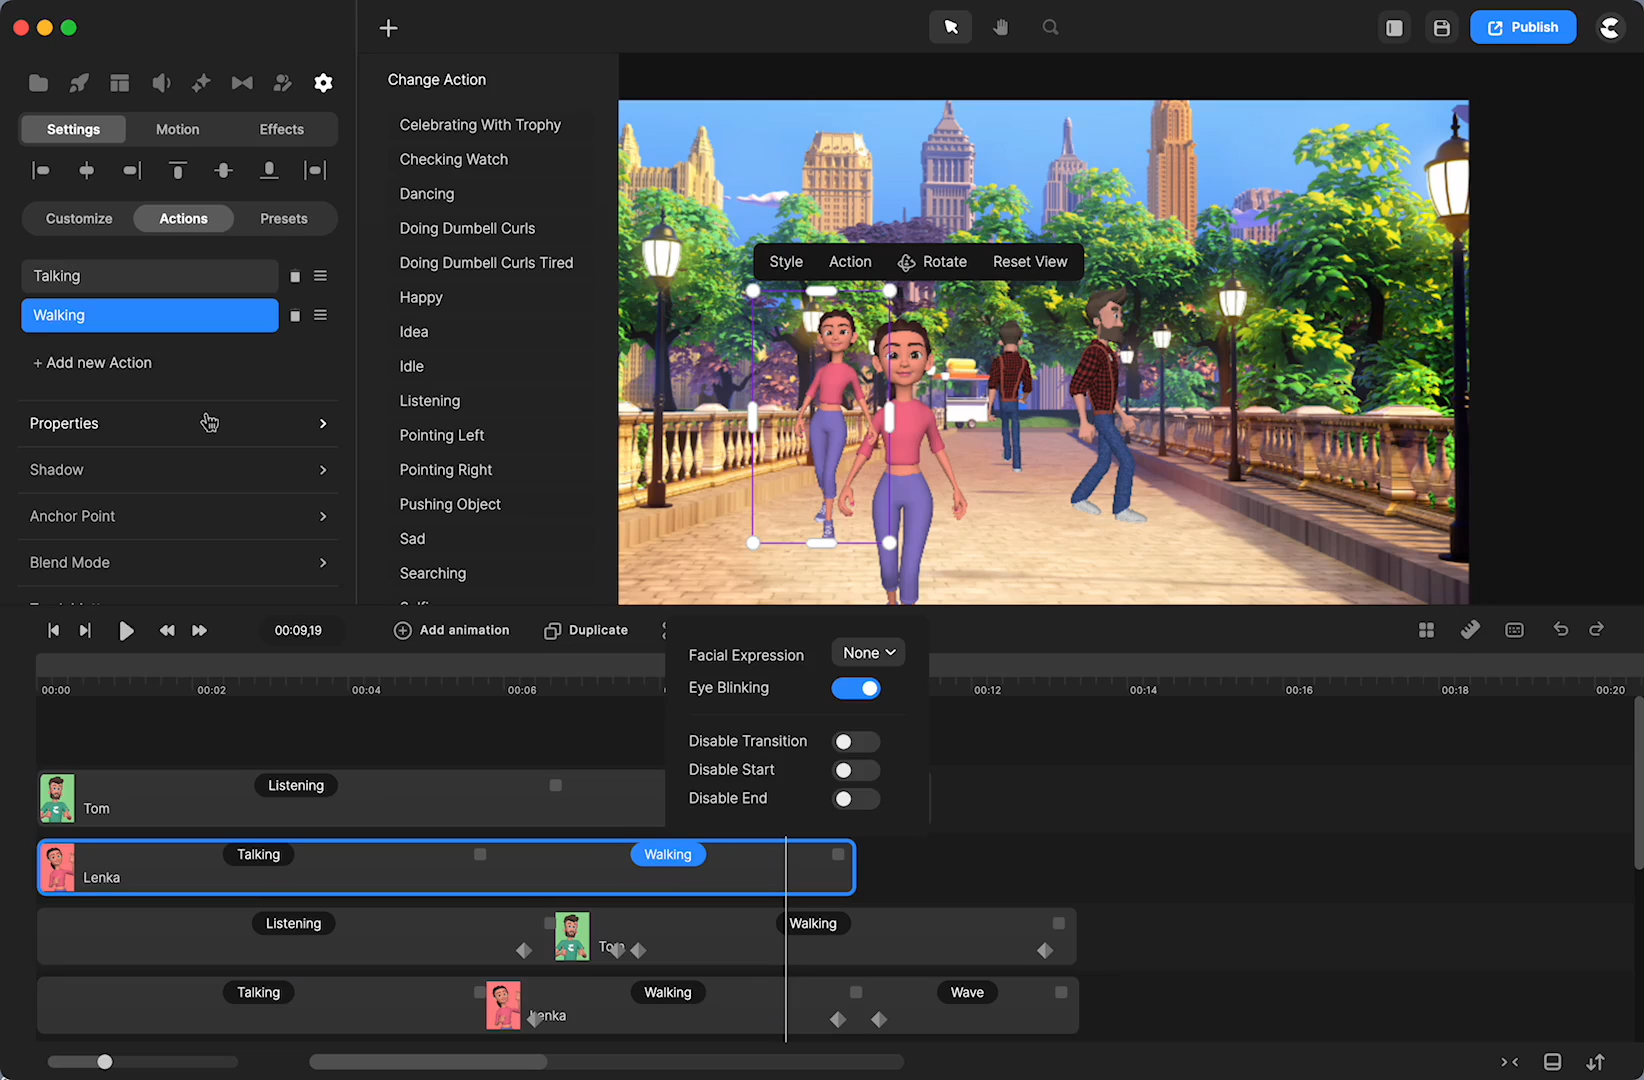 Publish
Settings
Motion
Effects
Customize
Actions
Presets
Talking
Walking
+ Add new Action
Properties
Shadow
Anchor Point
Blend Mode
Change Action
Celebrating With Trophy
Checking Watch
Dancing
Doing Dumbell Curls
Doing Dumbell Curls Tired
Happy
Idea
Idle
Listening
Pointing Left
Pointing Right
Pushing Object
Sad
Searching
Style
Action
Rotate
Reset View
00:09,19
Add animation
Duplicate
Facial Expression
None
Eye Blinking
Disable Transition
Disable Start
Disable End
00:00
00:02
00:04
00:06
00:12
00:14
00:16
00:18
00:20
Listening
Tom
Talking
Walking
Lenka
Listening
Walking
Talking
Walking
Wave